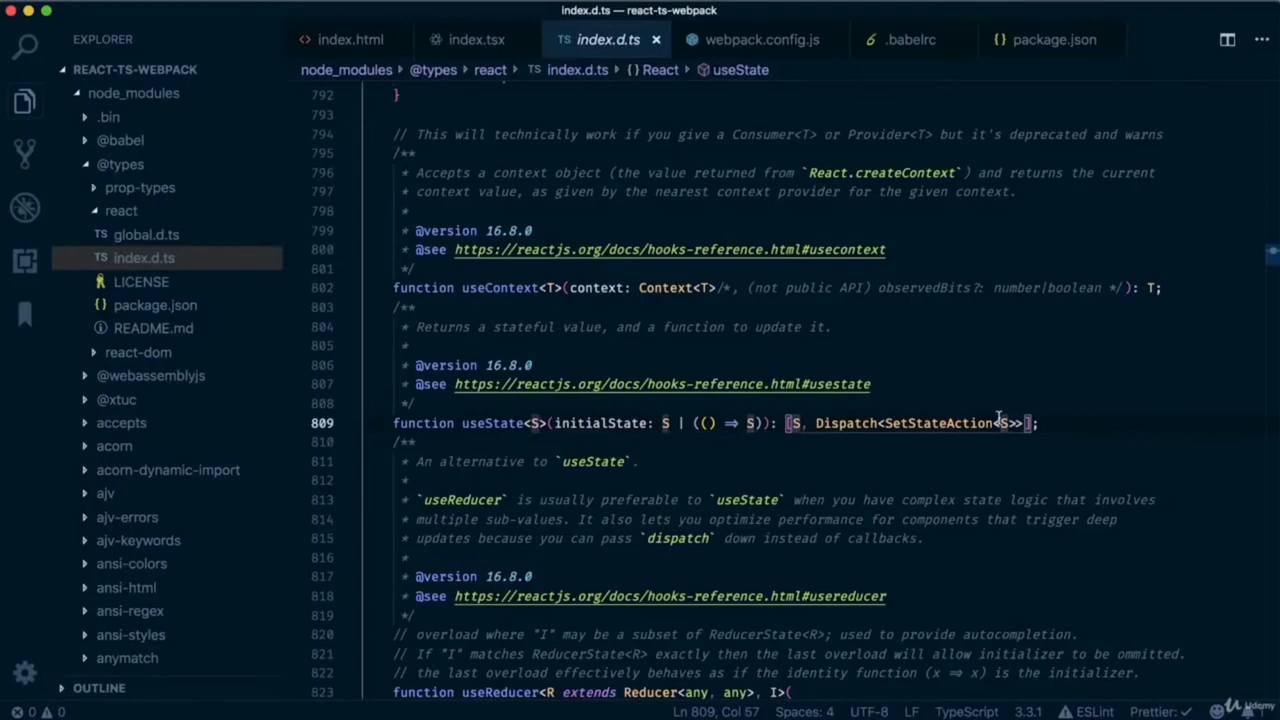 index.d.ts — react-ts-webpack
EXPLORER
index.html
index.tsx
TS index.d.ts ×
webpack.config.js
.babelrc
{} package.json
REACT-TS-WEBPACK
node_modules
.bin
@babel
@types
prop-types
react
TS global.d.ts
TS index.d.ts
LICENSE
package.json
README.md
react-dom
@webassemblyjs
@xtuc
accepts
acorn
acorn-dynamic-import
ajv
ajv-errors
ajv-keywords
ansi-colors
ansi-html
ansi-regex
ansi-styles
anymatch
OUTLINE
node_modules ▸ @types ▸ react ▸ TS index.d.ts ▸ {} React ▸ useState
792 }
793
794 // This will technically work if you give a Consumer<T> or Provider<T> but it's deprecated and warns
795 /**
796 * Accepts a context object (the value returned from `React.createContext`) and returns the current
797 * context value, as given by the nearest context provider for the given context.
798 *
799 * @version 16.8.0
800 * @see https://reactjs.org/docs/hooks-reference.html#usecontext
801 */
802 function useContext<T>(context: Context<T>/*, (not public API) observedBits?: number|boolean */): T;
803 /**
804 * Returns a stateful value, and a function to update it.
805 *
806 * @version 16.8.0
807 * @see https://reactjs.org/docs/hooks-reference.html#usestate
808 */
809 function useState<S>(initialState: S | (() => S)): [S, Dispatch<SetStateAction<S>>];
810 /**
811 * An alternative to `useState`.
812 *
813 * `useReducer` is usually preferable to `useState` when you have complex state logic that involves
814 * multiple sub-values. It also lets you optimize performance for components that trigger deep
815 * updates because you can pass `dispatch` down instead of callbacks.
816 *
817 * @version 16.8.0
818 * @see https://reactjs.org/docs/hooks-reference.html#usereducer
819 */
820 // overload where "I" may be a subset of ReducerState<R>; used to provide autocompletion.
821 // If "I" matches ReducerState<R> exactly then the last overload will allow initializer to be ommitted.
822 // the last overload effectively behaves as if the identity function (x => x) is the initializer.
823 function useReducer<R extends Reducer<any, any>, I>(
0 0
Ln 809, Col 57
Spaces: 4
UTF-8
LF
TypeScript
3.3.1
ESLint
Prettier: ✓
Udemy